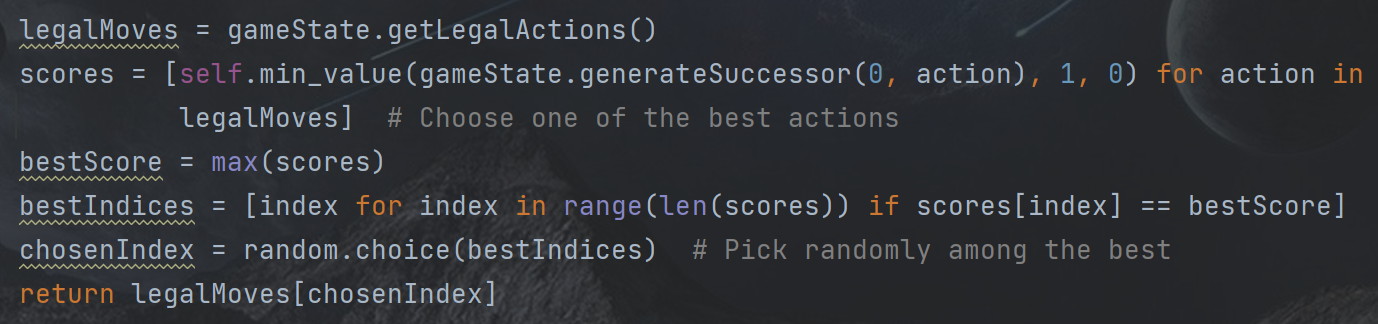 legalMoves = gameState.getLegalActions()
scores = [self.min_value(gameState.generateSuccessor(0, action), 1, 0) for action in
legalMoves]  # Choose one of the best actions
bestScore = max(scores)
bestIndices = [index for index in range(len(scores)) if scores[index] == bestScore]
chosenIndex = random.choice(bestIndices)  # Pick randomly among the best
return legalMoves[chosenIndex]